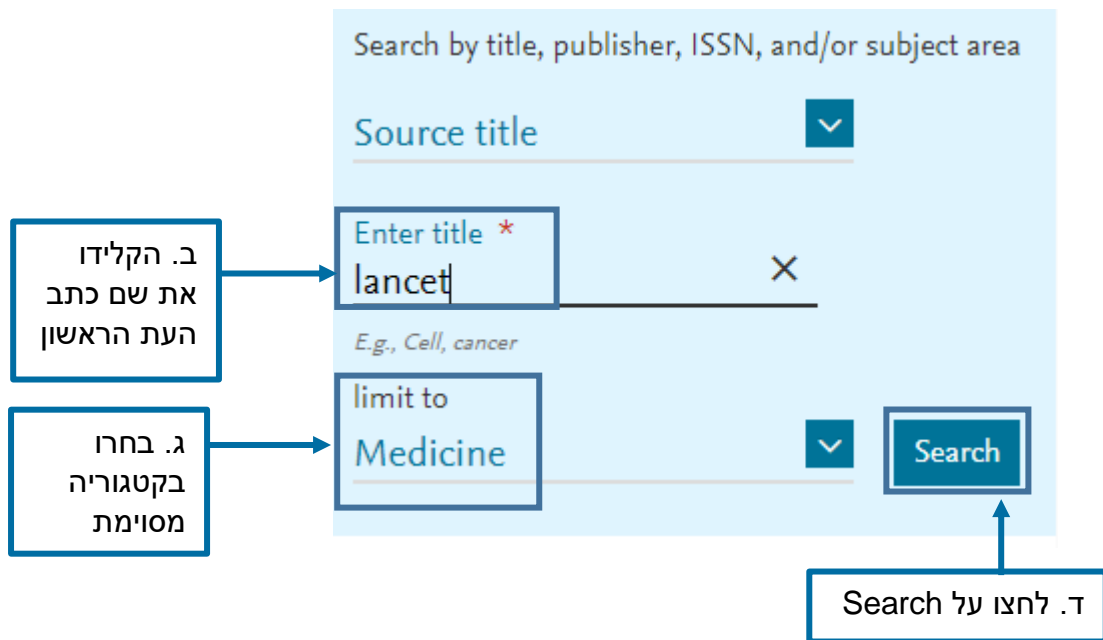 Search by title, publisher, ISSN, and/or subject area
Source title
ב. הקלידו
את שם כתב
העת הראשון
Enter title *
lancet
E.g., Cell, cancer
ג. בחרו
בקטגוריה
מסוימת
limit to
Medicine
Search
ד. לחצו על Search